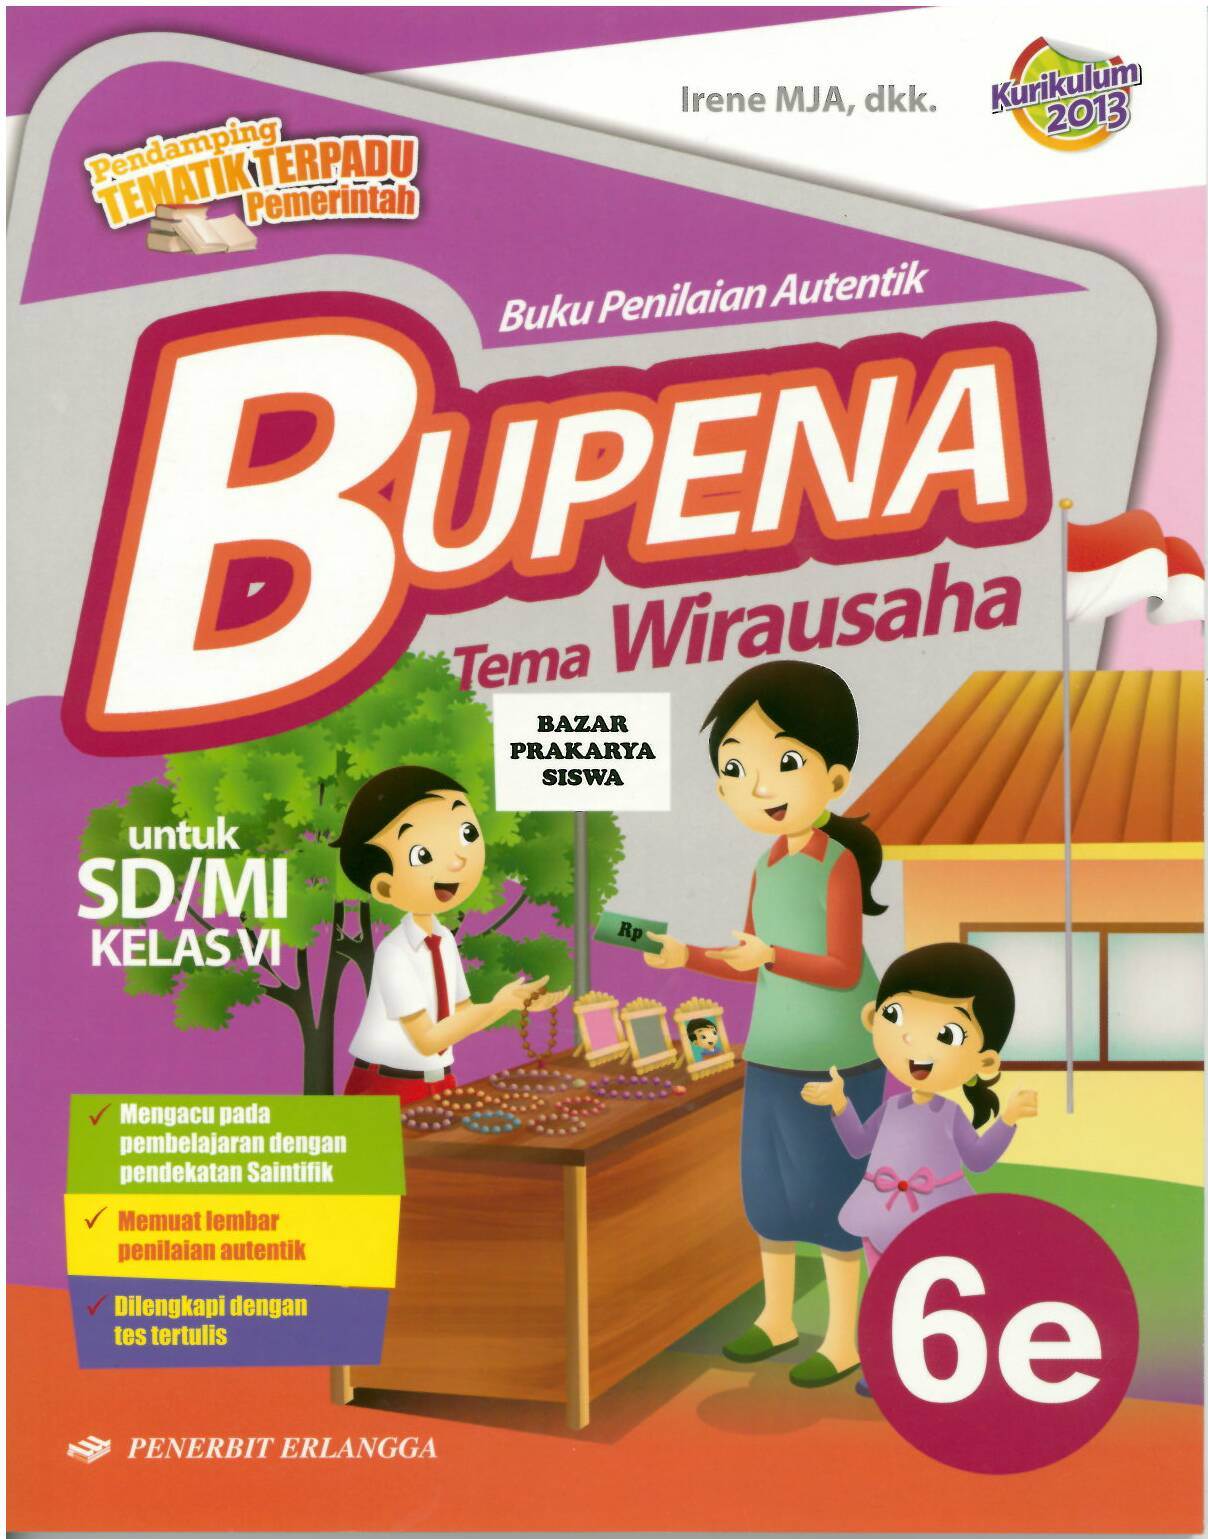 Irene MJA, dkk.
Kurikulum
2013
Pendamping
TEMATIK TERPADU
Pemerintah
Buku Penilaian Autentik
BUPENA
Tema Wirausaha
BAZAR
PRAKARYA
SISWA
untuk
SD/MI
KELAS VI
Rp
Mengacu pada
pembelajaran dengan
pendekatan Saintifik
Memuat lembar
penilaian autentik
Dilengkapi dengan
tes tertulis
6e
PENERBIT ERLANGGA